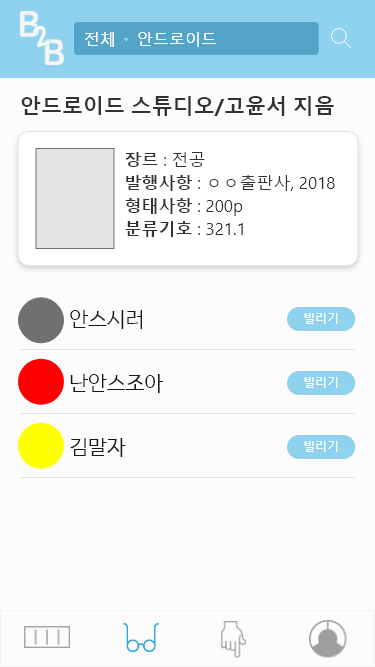 B2B
전체 안드로이드
안드로이드 스튜디오/고윤서 지음
장르 : 전공
발행사항 : ㅇㅇ출판사, 2018
형태사항 : 200p
분류기호 : 321.1
안스시러 빌리기
난안스조아 빌리기
김말자 빌리기